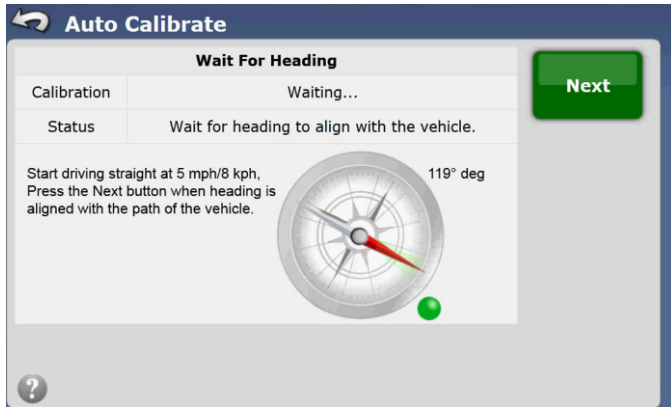 Auto Calibrate
Wait For Heading
Next
Calibration Waiting...
Status Wait for heading to align with the vehicle.
Start driving straight at 5 mph/8 kph,
119° deg
Press the Next button when heading is
aligned with the path of the vehicle.
?